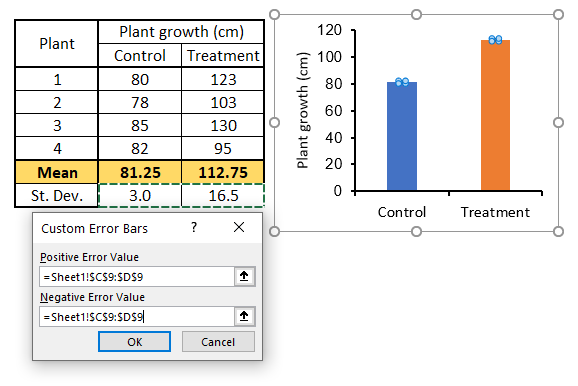 Plant Plant growth (cm)
Control Treatment
1 80 123
2 78 103
3 85 130
4 82 95
Mean 81.25 112.75
St. Dev. 3.0 16.5
Plant growth (cm)
120
100
80
60
40
20
0
Control Treatment
Custom Error Bars ? ×
Positive Error Value
=Sheet1!$C$9:$D$9
Negative Error Value
=Sheet1!$C$9:$D$9
OK Cancel